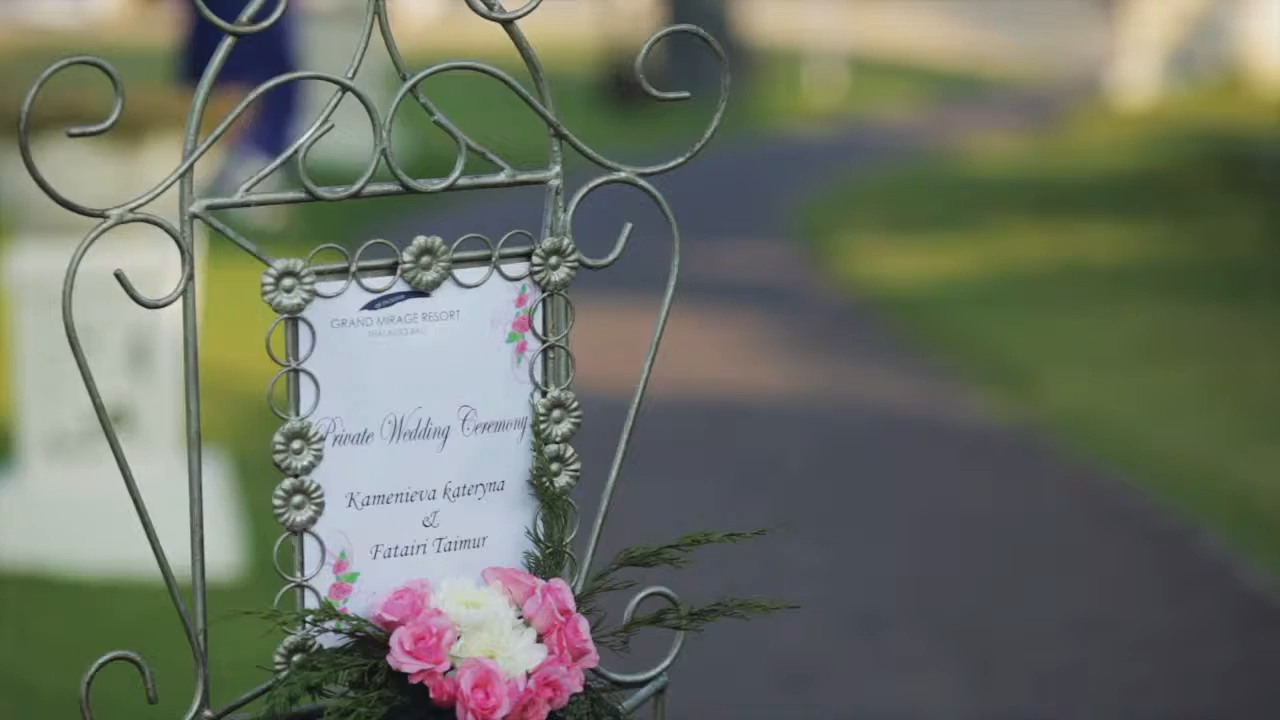 GRAND MIRAGE RESORT
Private Wedding Ceremony
Kamenieva kateryna
&
Fatairi Taimur